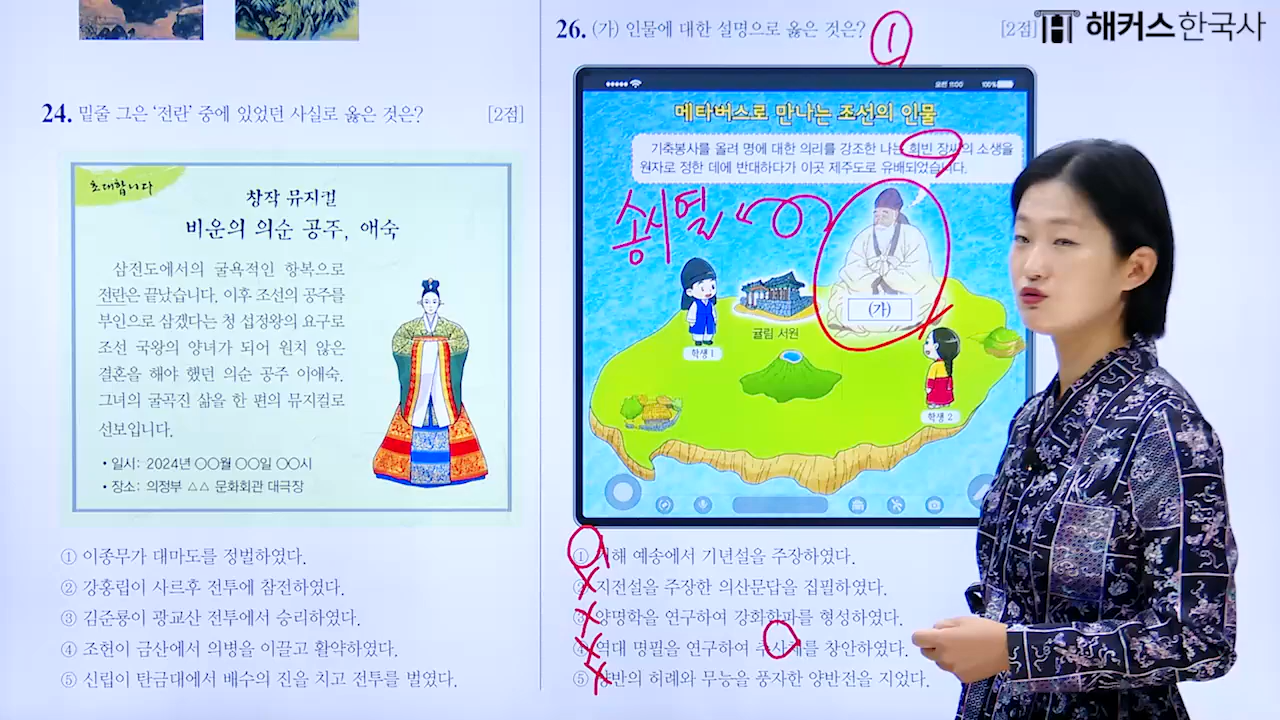 해커스한국사
24. 밑줄 그은 '전란' 중에 있었던 사실로 옳은 것은? [2점]
초대합니다
창작 뮤지컬
비운의 의순 공주, 애숙
삼전도에서의 굴욕적인 항복으로
전란은 끝났습니다. 이후 조선의 공주를
부인으로 삼겠다는 청 섭정왕의 요구로
조선 국왕의 양녀가 되어 원치 않은
결혼을 해야 했던 의순 공주 이애숙.
그녀의 굴곡진 삶을 한 편의 뮤지컬로
선보입니다.
• 일시: 2024년 ○○월 ○○일 ○○시
• 장소: 의정부 △△ 문화회관 대극장
① 이종무가 대마도를 정벌하였다.
② 강홍립이 사르후 전투에 참전하였다.
③ 김준룡이 광교산 전투에서 승리하였다.
④ 조헌이 금산에서 의병을 이끌고 활약하였다.
⑤ 신립이 탄금대에서 배수의 진을 치고 전투를 벌였다.
26. (가) 인물에 대한 설명으로 옳은 것은? [2점]
①
오전 11:00 100%
메타버스로 만나는 조선의 인물
기축봉사를 올려 명에 대한 의리를 강조한 나는 희빈 장씨의 소생을
원자로 정한 데에 반대하다가 이곳 제주도로 유배되었습니다.
송시열
(가)
귤림 서원
학생 1
학생 2
① 기해 예송에서 기년설을 주장하였다.
② 지전설을 주장한 의산문답을 집필하였다.
③ 양명학을 연구하여 강화학파를 형성하였다.
④ 역대 명필을 연구하여 추사체를 창안하였다.
⑤ 양반의 허례와 무능을 풍자한 양반전을 지었다.